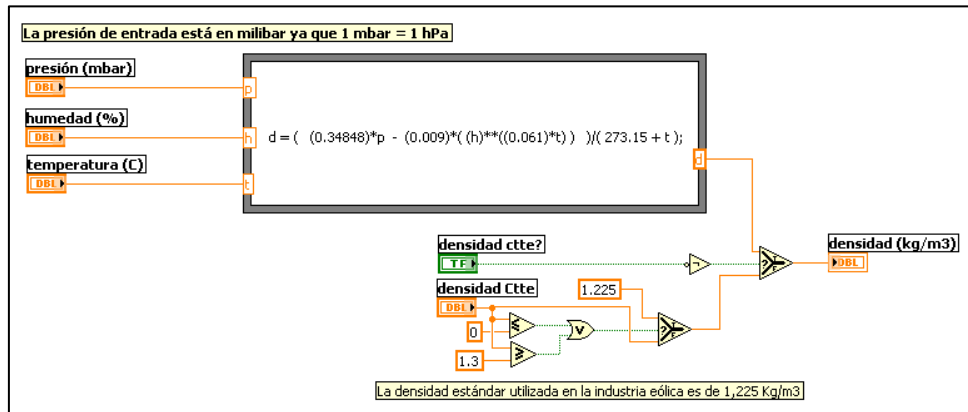 La presión de entrada está en milibar ya que 1 mbar = 1 hPa
presión (mbar)
DBL
p
humedad (%)
DBL
h
d = ( (0.34848)*p - (0.009)*( (h)**((0.061)*t) ) )/( 273.15 + t );
temperatura (C)
DBL
t
d
densidad ctte?
TF
densidad (kg/m3)
DBL
?
F
densidad Ctte
DBL
1.225
≤
0
V
?
F
≥
1.3
La densidad estándar utilizada en la industria eólica es de 1,225 Kg/m3